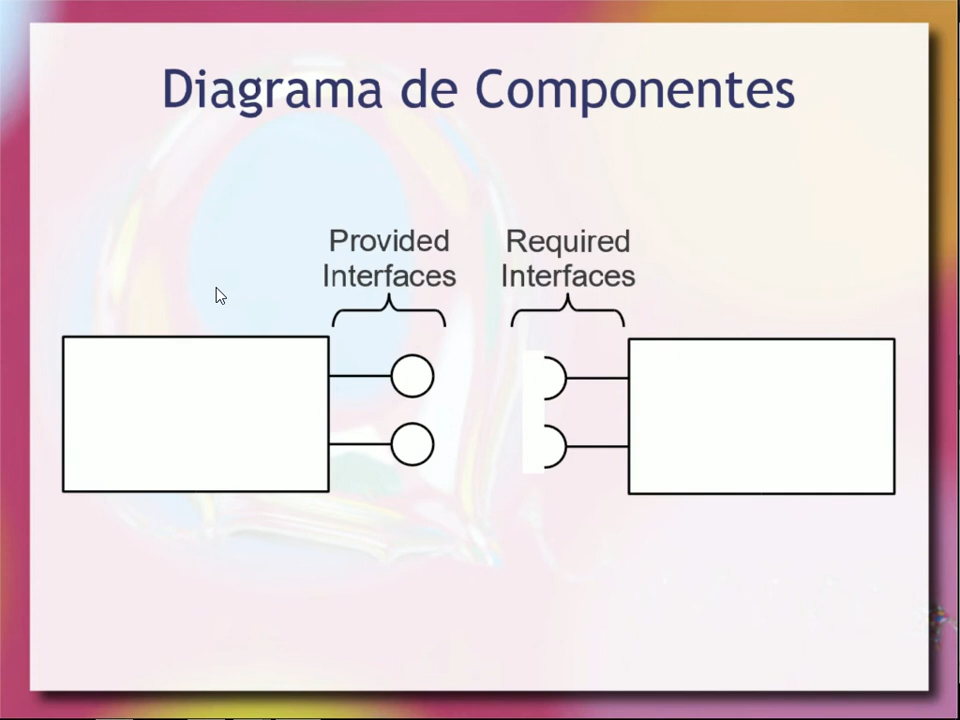 Diagrama de Componentes
Provided
Interfaces
Required
Interfaces